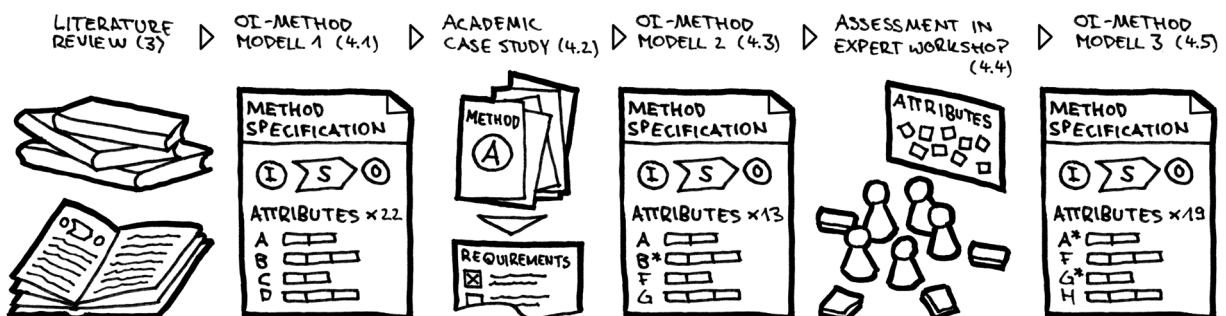 LITERATURE
REVIEW (3)
OI-METHOD
MODELL 1 (4.1)
ACADEMIC
CASE STUDY (4.2)
OI-METHOD
MODELL 2 (4.3)
ASSESSMENT IN
EXPERT WORKSHOP
(4.4)
OI-METHOD
MODELL 3 (4.5)
METHOD
SPECIFICATION
I S O
ATTRIBUTES ×22
A
B
C
D
METHOD
A
REQUIREMENTS
METHOD
SPECIFICATION
I S O
ATTRIBUTES ×13
A
B*
F
G
ATTRIBUTES
METHOD
SPECIFICATION
I S O
ATTRIBUTES ×19
A*
F
G*
H